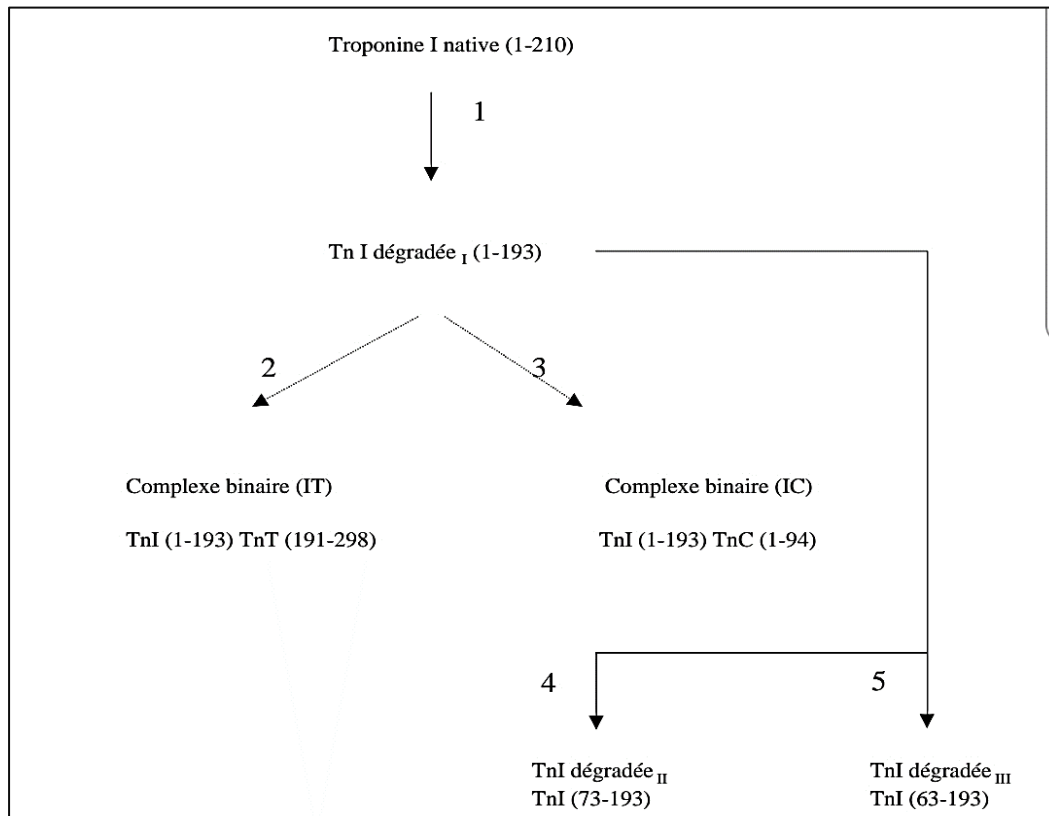 Troponine I native (1-210)
1
Tn I dégradée I (1-193)
2
3
Complexe binaire (IT)
Complexe binaire (IC)
TnI (1-193) TnT (191-298)
TnI (1-193) TnC (1-94)
4
5
TnI dégradée II
TnI (73-193)
TnI dégradée III
TnI (63-193)